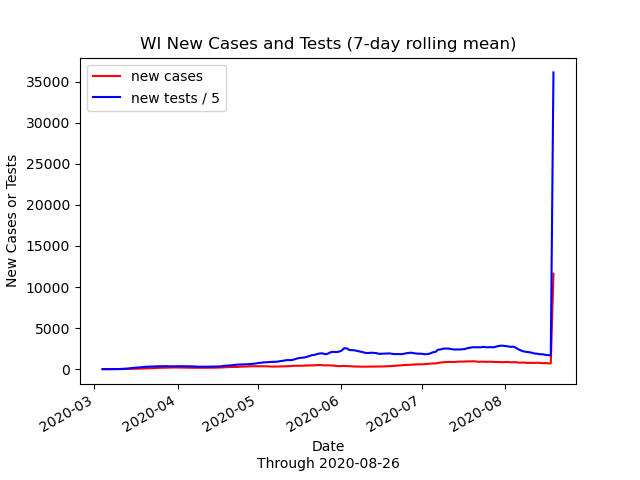 WI New Cases and Tests (7-day rolling mean)
new cases
new tests / 5
New Cases or Tests
35000
30000
25000
20000
15000
10000
5000
0
2020-03
2020-04
2020-05
2020-06
2020-07
2020-08
Date
Through 2020-08-26